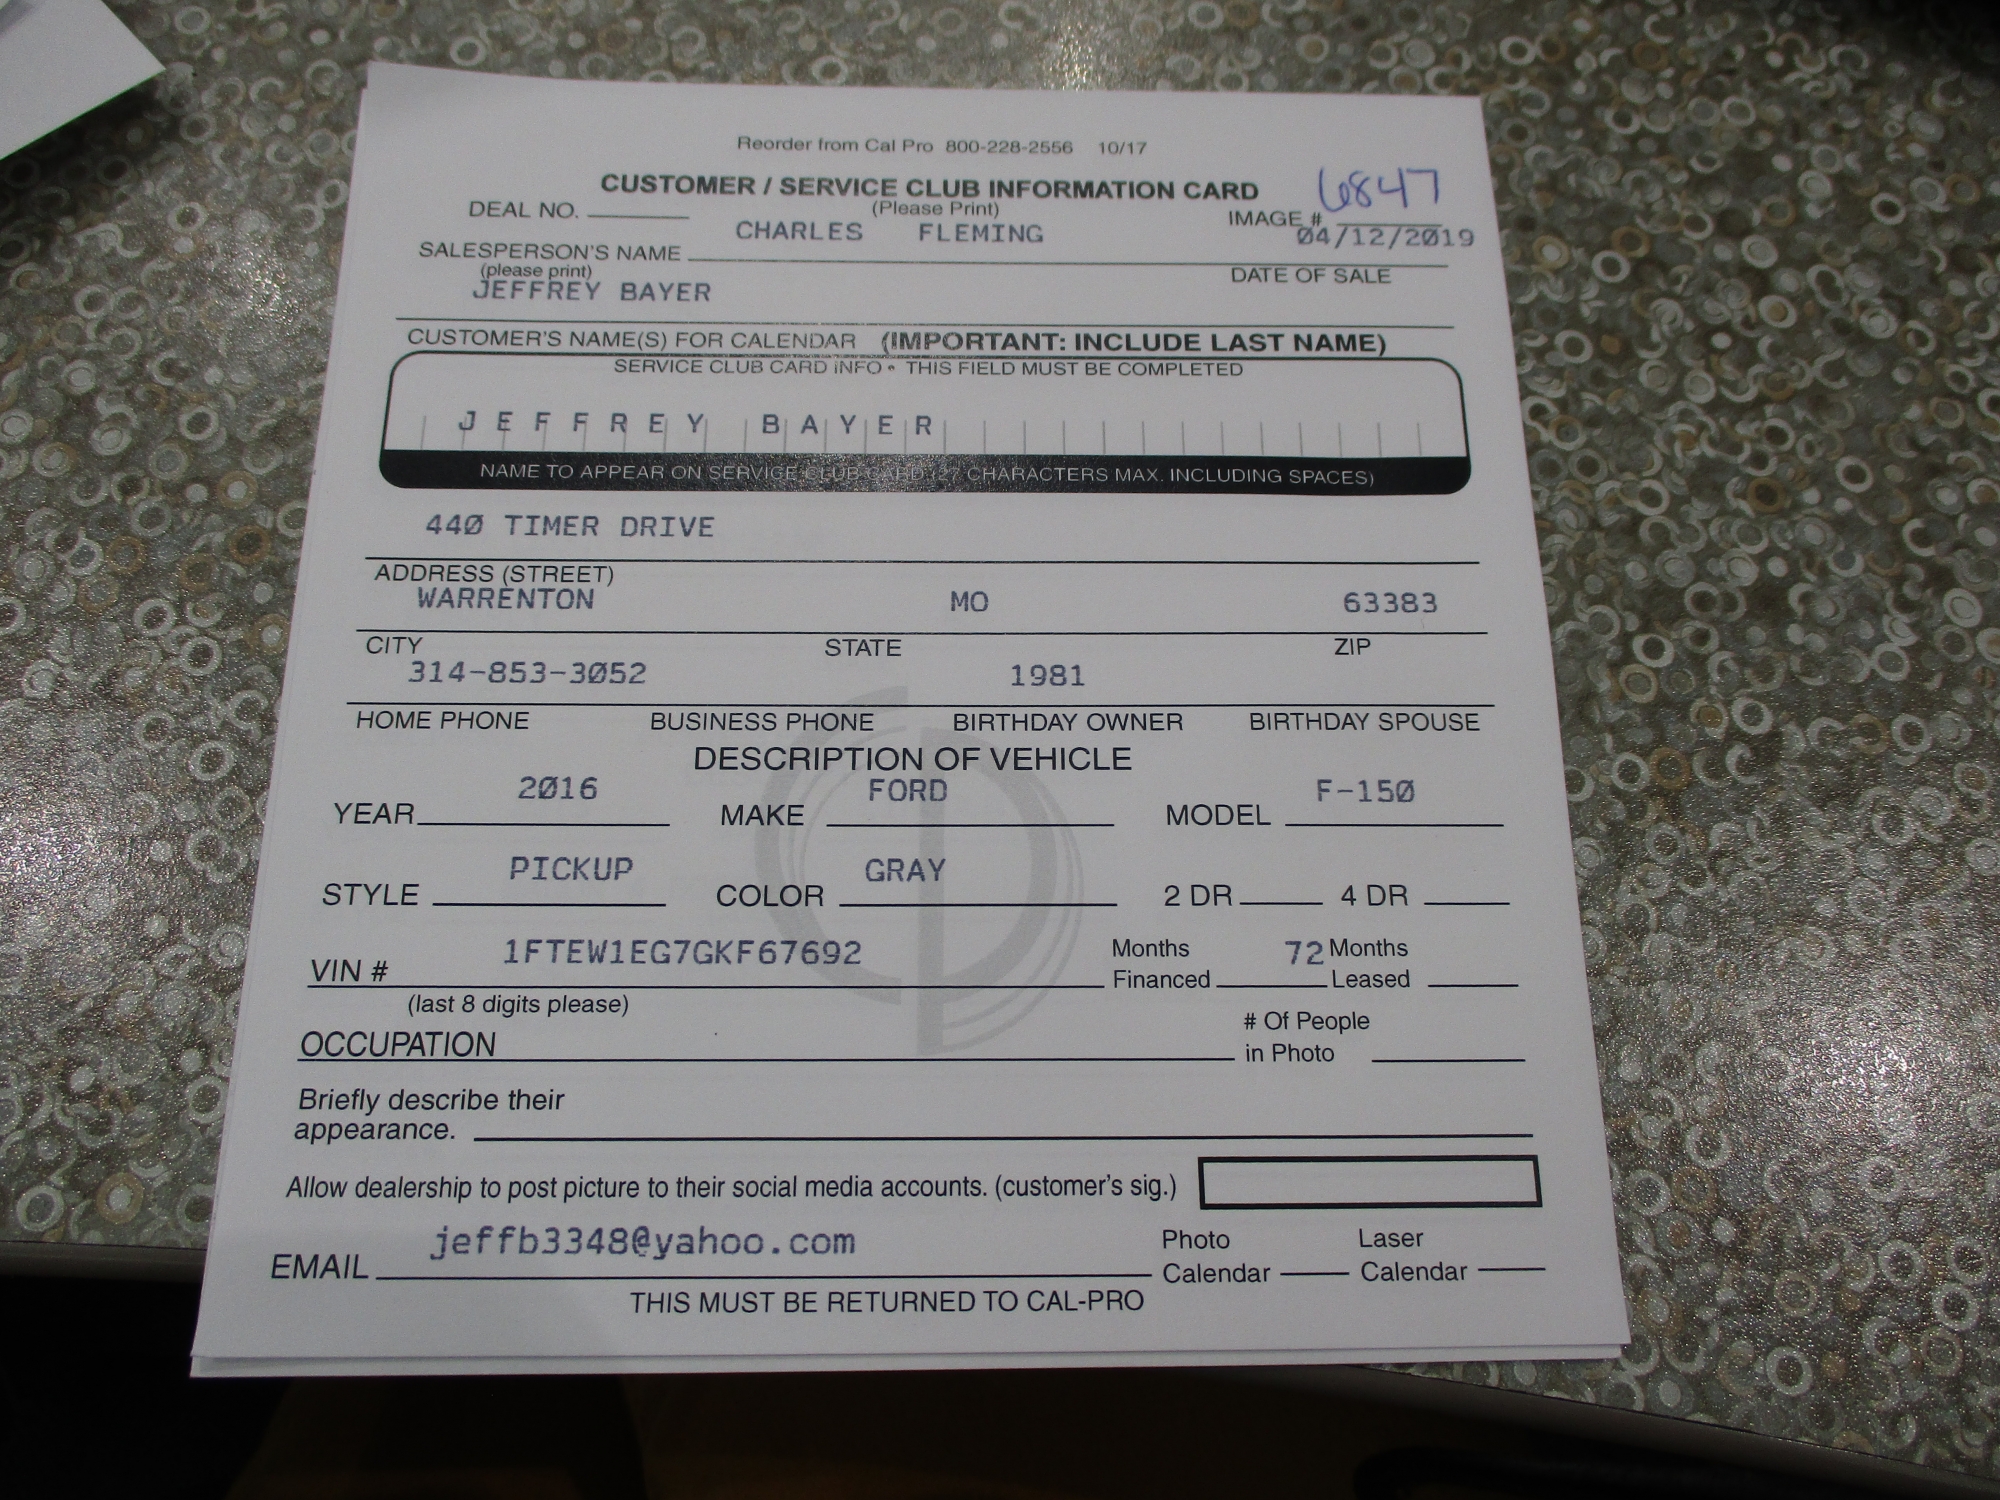 Reorder from Cal Pro 800-228-2556 10/17
CUSTOMER / SERVICE CLUB INFORMATION CARD 6847
DEAL NO. (Please Print) IMAGE #
CHARLES FLEMING 04/12/2019
SALESPERSON'S NAME
(please print) DATE OF SALE
JEFFREY BAYER
CUSTOMER'S NAME(S) FOR CALENDAR (IMPORTANT: INCLUDE LAST NAME)
SERVICE CLUB CARD INFO • THIS FIELD MUST BE COMPLETED
JEFFREY BAYER
NAME TO APPEAR ON SERVICE CLUB CARD (27 CHARACTERS MAX. INCLUDING SPACES)
440 TIMER DRIVE
ADDRESS (STREET)
WARRENTON MO 63383
CITY STATE ZIP
314-853-3052 1981
HOME PHONE BUSINESS PHONE BIRTHDAY OWNER BIRTHDAY SPOUSE
DESCRIPTION OF VEHICLE
2016 FORD F-150
YEAR MAKE MODEL
PICKUP GRAY
STYLE COLOR 2 DR 4 DR
1FTEW1EG7GKF67692 Months 72 Months
VIN # Financed Leased
(last 8 digits please)
# Of People
OCCUPATION in Photo
Briefly describe their
appearance.
Allow dealership to post picture to their social media accounts. (customer's sig.)
jeffb3348@yahoo.com Photo Laser
EMAIL Calendar Calendar
THIS MUST BE RETURNED TO CAL-PRO